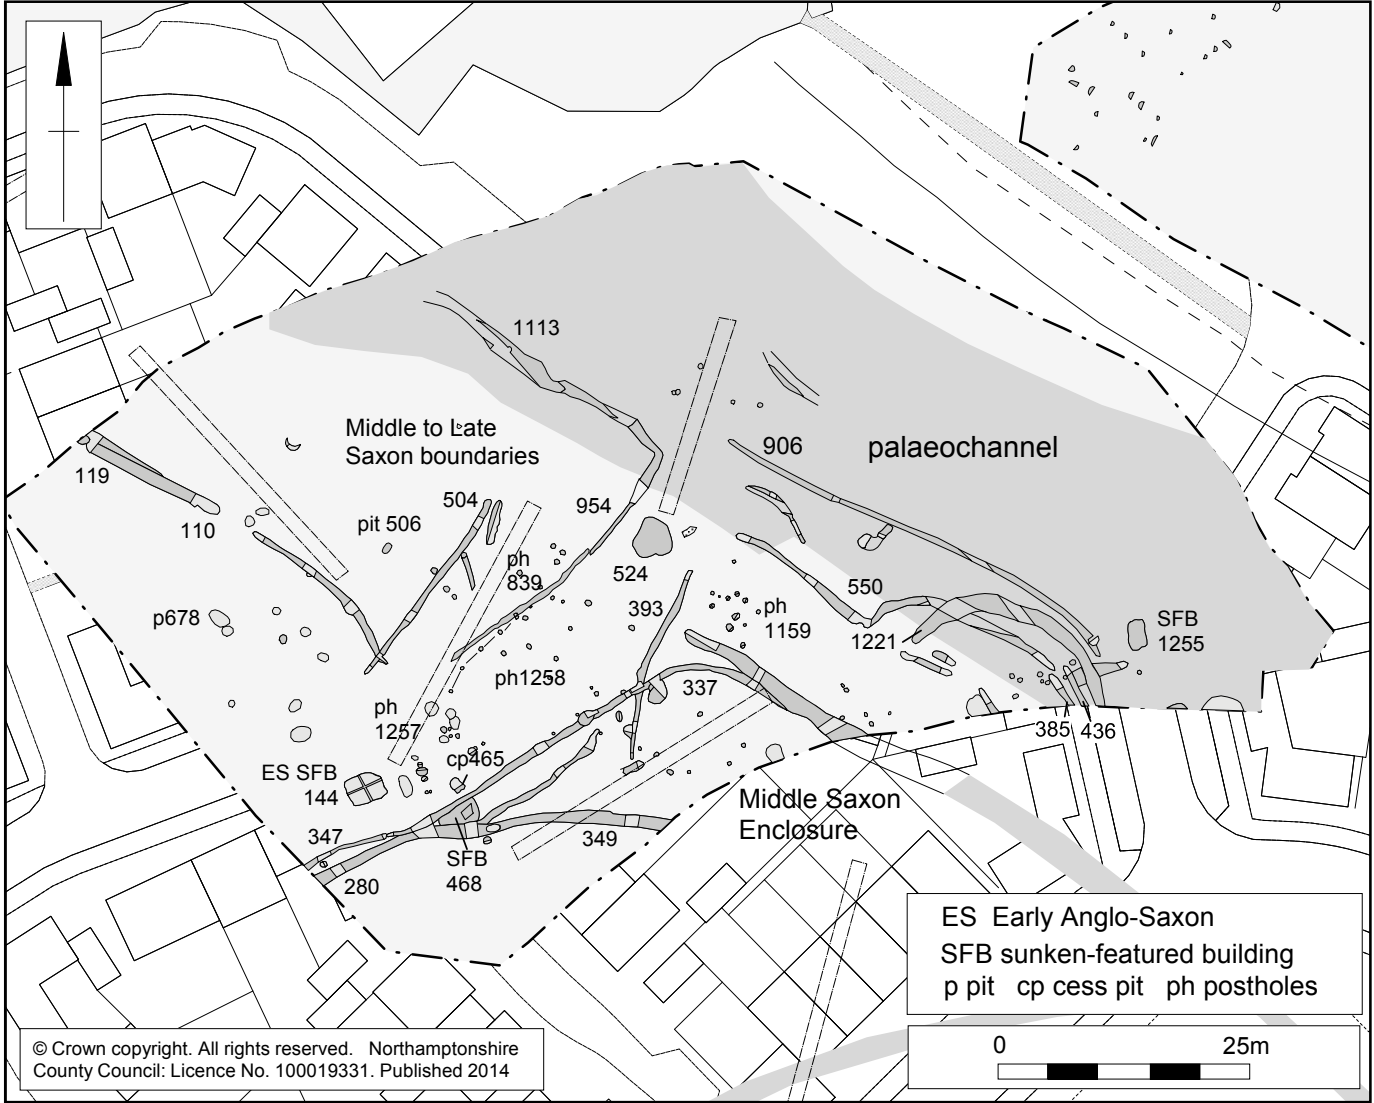 1113
Middle to Late
Saxon boundaries
906
palaeochannel
119
504
954
110
pit 506
ph
839
524
550
393
ph
1159
SFB
1255
p678
1221
ph1258
337
ph
1257
385
436
cp465
ES SFB
144
Middle Saxon
Enclosure
347
349
SFB
468
280
ES Early Anglo-Saxon
SFB sunken-featured building
p pit cp cess pit ph postholes
0 25m
© Crown copyright. All rights reserved. Northamptonshire
County Council: Licence No. 100019331. Published 2014